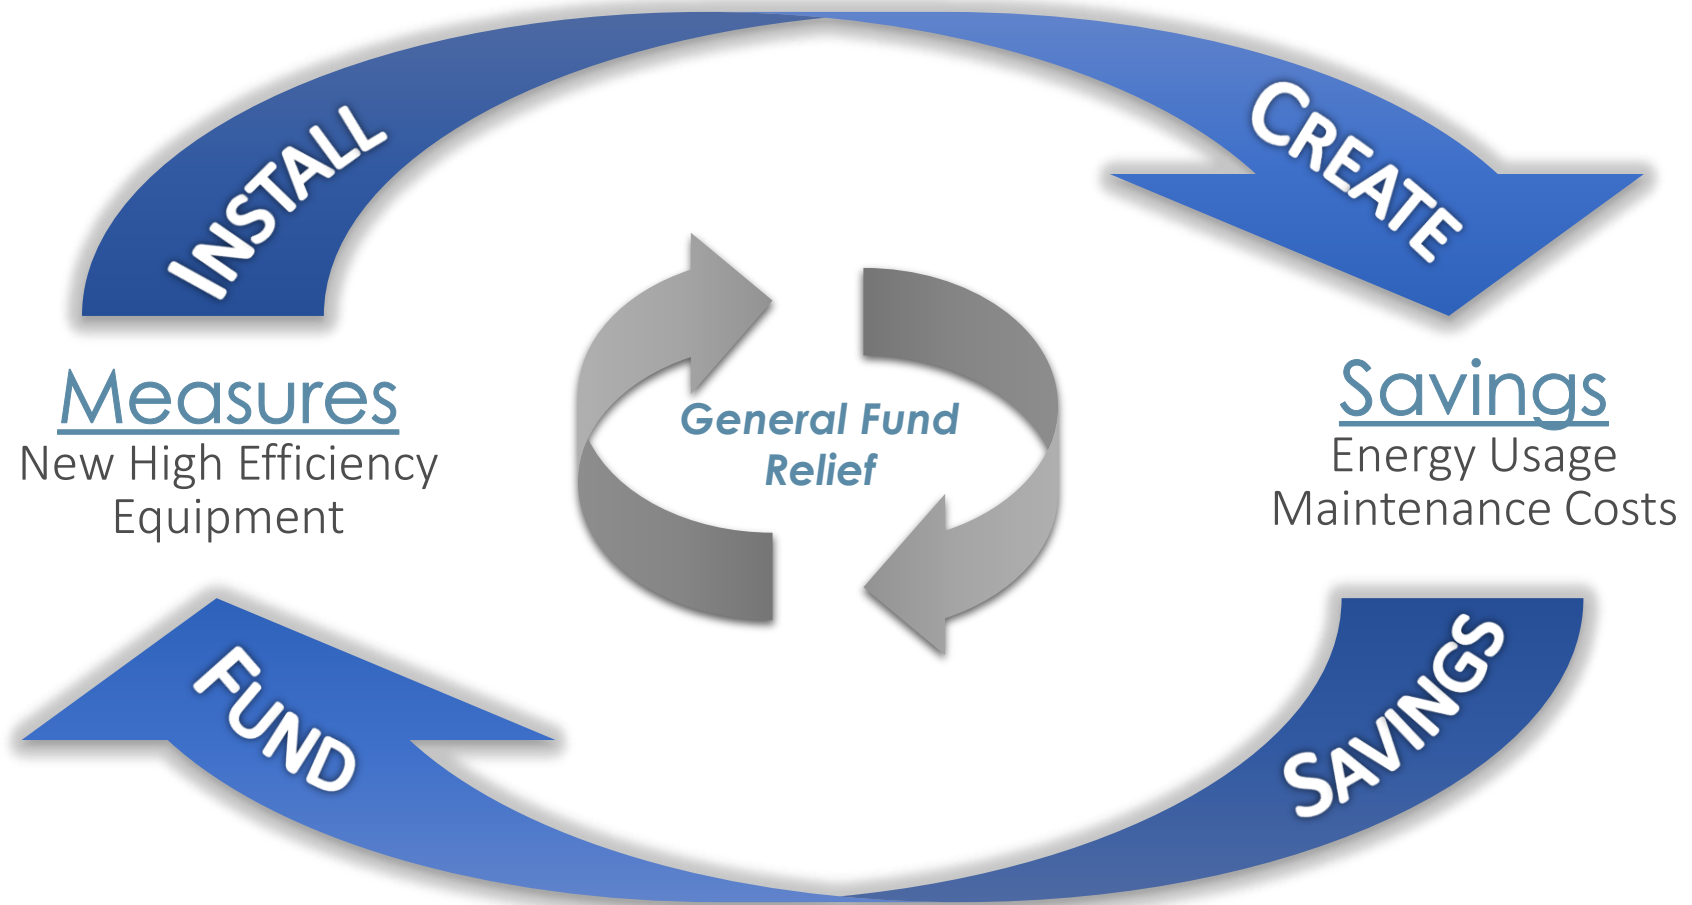 INSTALL
CREATE
Measures
New High Efficiency
Equipment
General Fund
Relief
Savings
Energy Usage
Maintenance Costs
FUND
SAVINGS